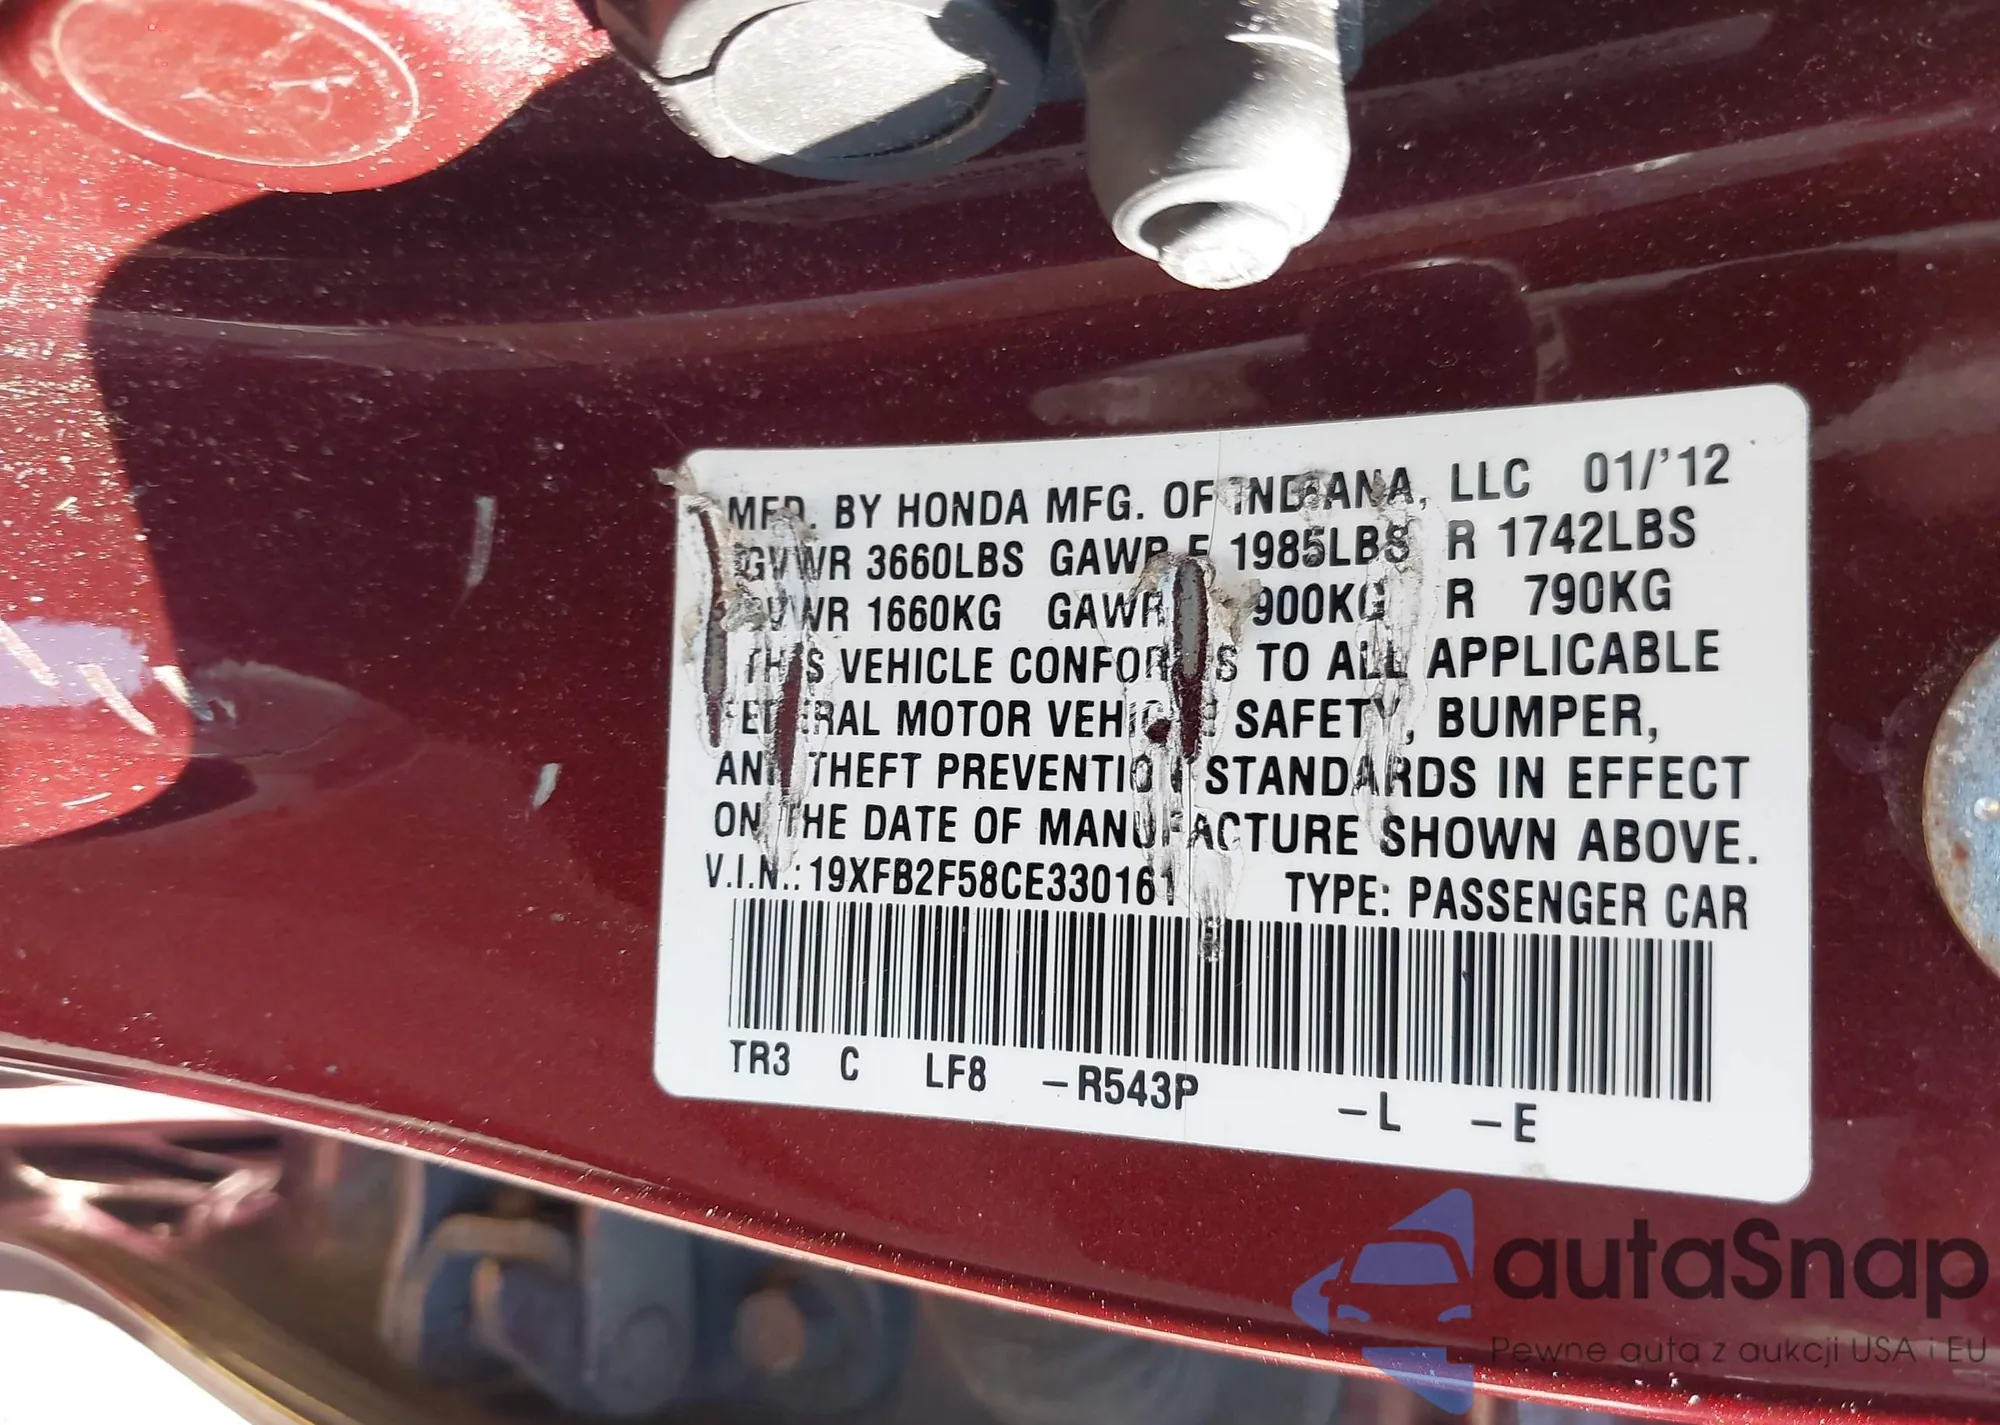 MFD. BY HONDA MFG. OF INDIANA, LLC 01/'12
GVWR 3660LBS GAWR F 1985LBS R 1742LBS
GVWR 1660KG GAWR 900KG R 790KG
THIS VEHICLE CONFORMS TO ALL APPLICABLE
FEDERAL MOTOR VEHICLE SAFETY, BUMPER,
AND THEFT PREVENTION STANDARDS IN EFFECT
ON THE DATE OF MANUFACTURE SHOWN ABOVE.
V.I.N.: 19XFB2F58CE330161 TYPE: PASSENGER CAR
TR3 C LF8 –R543P –L –E
autaSnap
Pewne auta z aukcji USA i EU